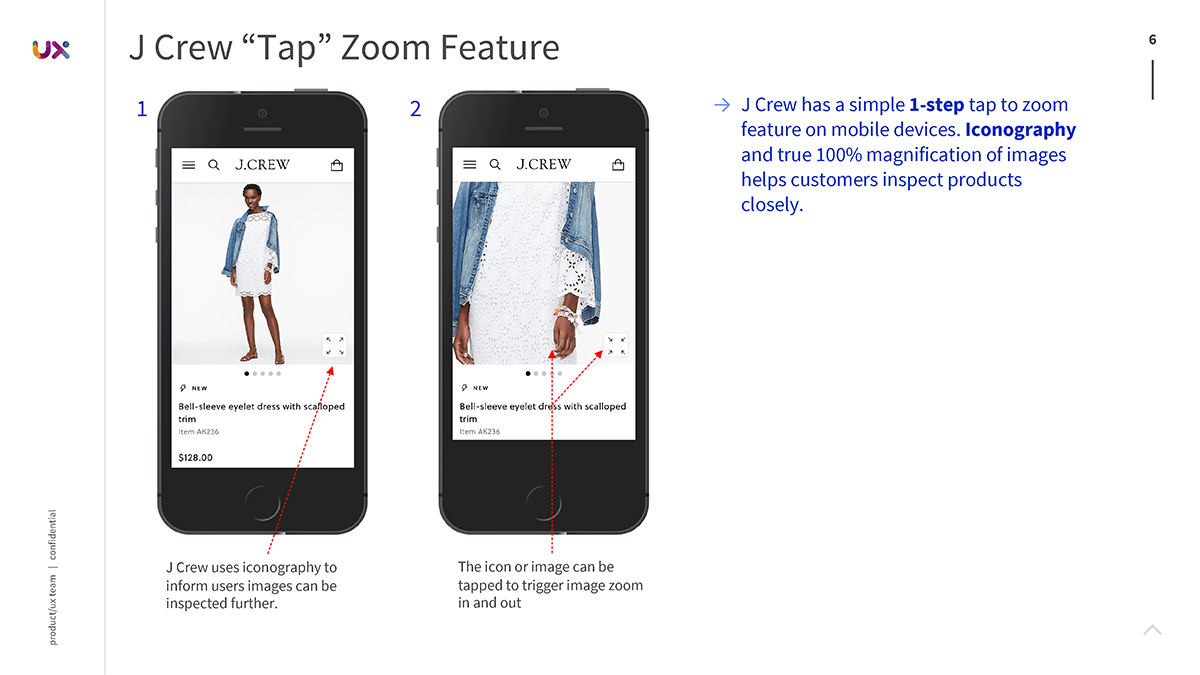 UX
J Crew “Tap” Zoom Feature
6
1
2
J.CREW
NEW
Bell-sleeve eyelet dress with scalloped
trim
Item AK236
$128.00
J.CREW
NEW
Bell-sleeve eyelet dress with scalloped
trim
Item AK236
J Crew uses iconography to
inform users images can be
inspected further.
The icon or image can be
tapped to trigger image zoom
in and out
→ J Crew has a simple 1-step tap to zoom
feature on mobile devices. Iconography
and true 100% magnification of images
helps customers inspect products
closely.
product/ux team | confidential